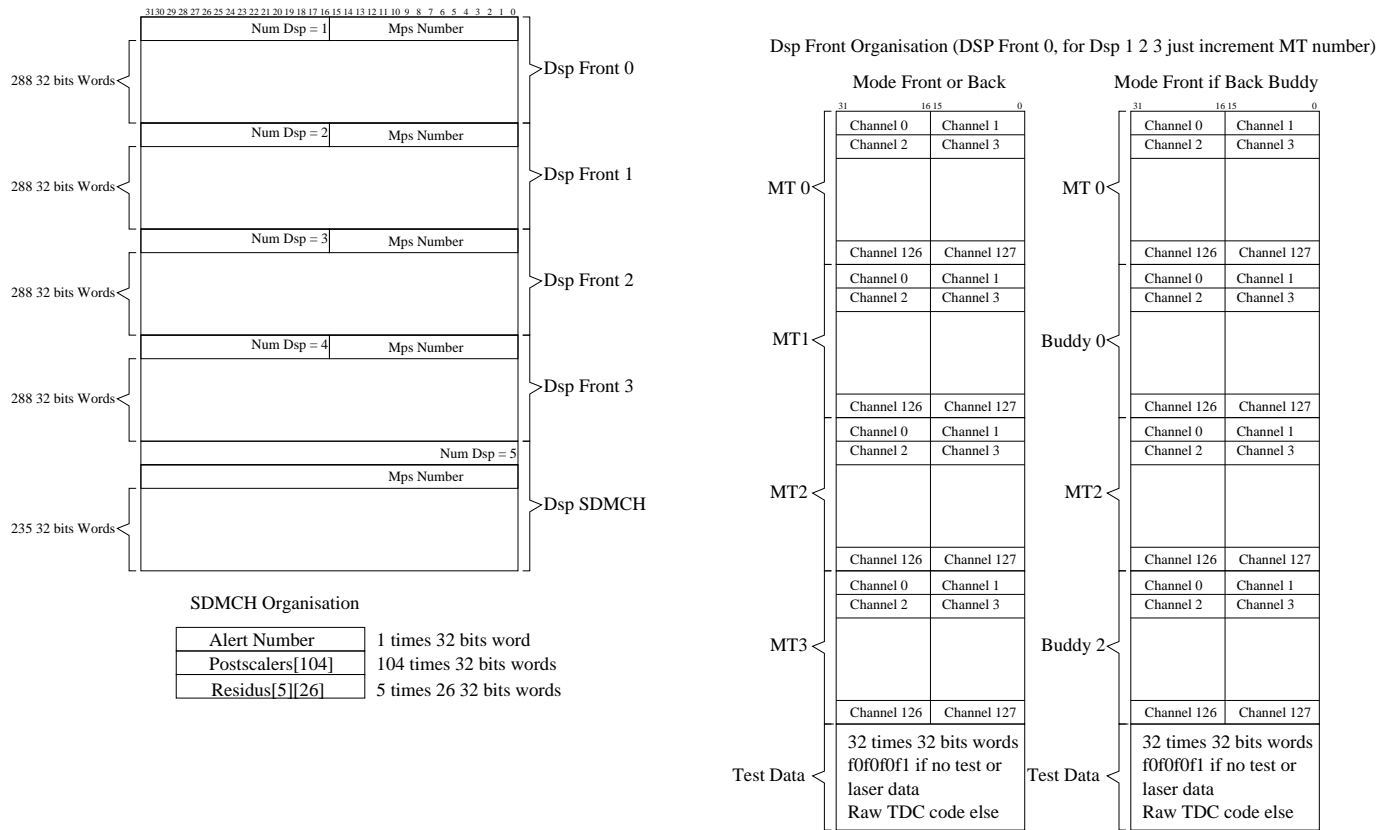 3130 29 28 27 26 25 24 23 22 21 20 19 18 17 16 15 14 13 12 11 10 9 8 7 6 5 4 3 2 1 0
Num Dsp = 1 Mps Number
288 32 bits Words
Dsp Front 0
Num Dsp = 2 Mps Number
288 32 bits Words
Dsp Front 1
Num Dsp = 3 Mps Number
288 32 bits Words
Dsp Front 2
Num Dsp = 4 Mps Number
288 32 bits Words
Dsp Front 3
Num Dsp = 5
Mps Number
235 32 bits Words
Dsp SDMCH
SDMCH Organisation
Alert Number 1 times 32 bits word
Postscalers[104] 104 times 32 bits words
Residus[5][26] 5 times 26 32 bits words
Dsp Front Organisation (DSP Front 0, for Dsp 1 2 3 just increment MT number)
Mode Front or Back
31 16 15 0
MT 0
Channel 0 Channel 1
Channel 2 Channel 3
Channel 126 Channel 127
MT1
Channel 0 Channel 1
Channel 2 Channel 3
Channel 126 Channel 127
MT2
Channel 0 Channel 1
Channel 2 Channel 3
Channel 126 Channel 127
MT3
Channel 0 Channel 1
Channel 2 Channel 3
Channel 126 Channel 127
Test Data
32 times 32 bits words
f0f0f0f1 if no test or
laser data
Raw TDC code else
Mode Front if Back Buddy
31 16 15 0
MT 0
Channel 0 Channel 1
Channel 2 Channel 3
Channel 126 Channel 127
Buddy 0
Channel 0 Channel 1
Channel 2 Channel 3
Channel 126 Channel 127
MT2
Channel 0 Channel 1
Channel 2 Channel 3
Channel 126 Channel 127
Buddy 2
Channel 0 Channel 1
Channel 2 Channel 3
Channel 126 Channel 127
Test Data
32 times 32 bits words
f0f0f0f1 if no test or
laser data
Raw TDC code else